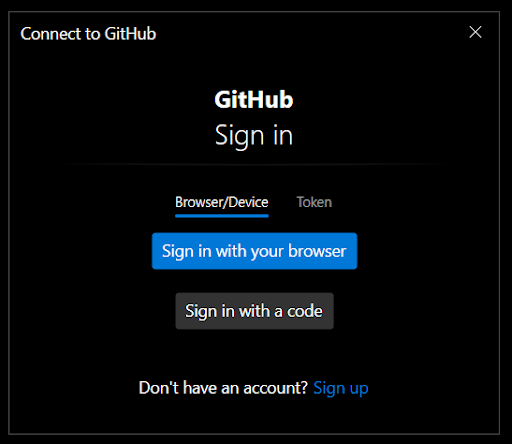 Connect to GitHub
GitHub
Sign in
Browser/Device Token
Sign in with your browser
Sign in with a code
Don't have an account? Sign up